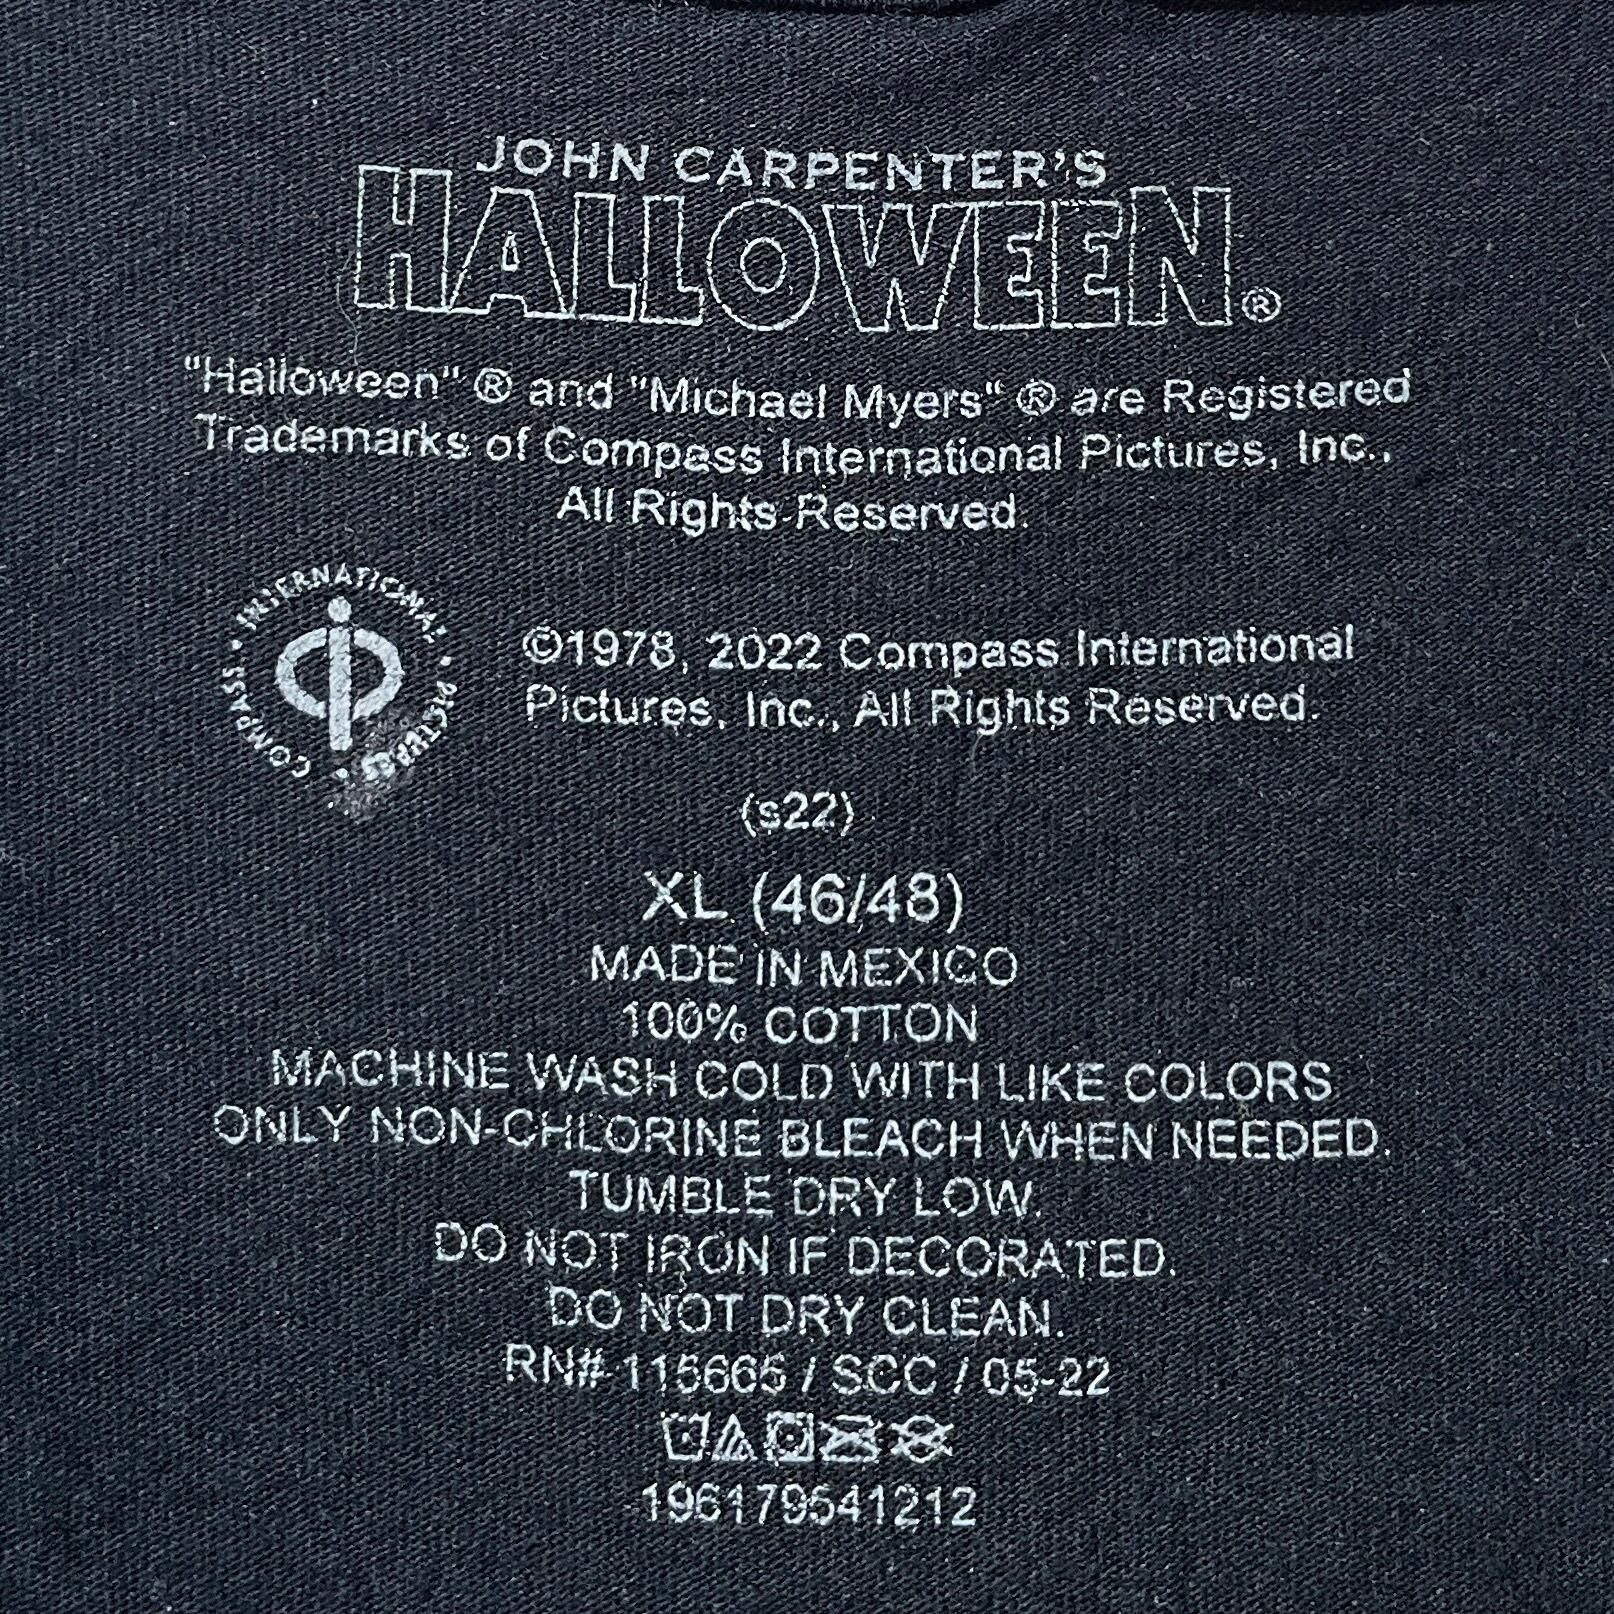 JOHN CARPENTER'S
HALLOWEEN®
"Halloween" ® and "Michael Myers" ® are Registered
Trademarks of Compass International Pictures, Inc.,
All Rights Reserved.
COMPASS • INTERNATIONAL • PICTURES •
©1978, 2022 Compass International
Pictures, Inc., All Rights Reserved.
(s22)
XL (46/48)
MADE IN MEXICO
100% COTTON
MACHINE WASH COLD WITH LIKE COLORS
ONLY NON-CHLORINE BLEACH WHEN NEEDED.
TUMBLE DRY LOW.
DO NOT IRON IF DECORATED.
DO NOT DRY CLEAN.
RN# 115665 / SCC / 05-22
196179541212